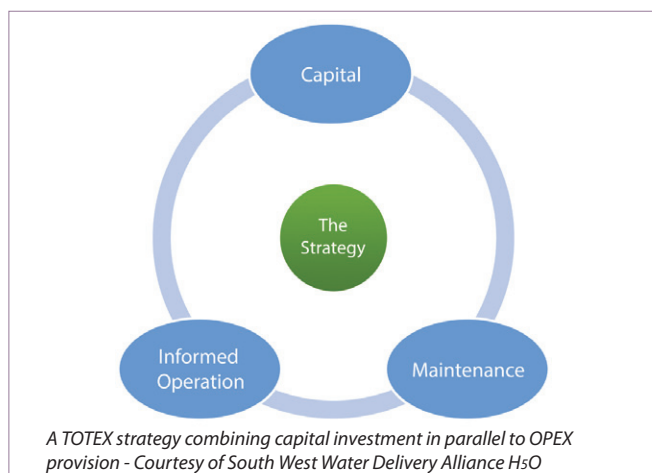 Capital
The
Strategy
Informed
Operation
Maintenance
A TOTEX strategy combining capital investment in parallel to OPEX
provision - Courtesy of South West Water Delivery Alliance H5O